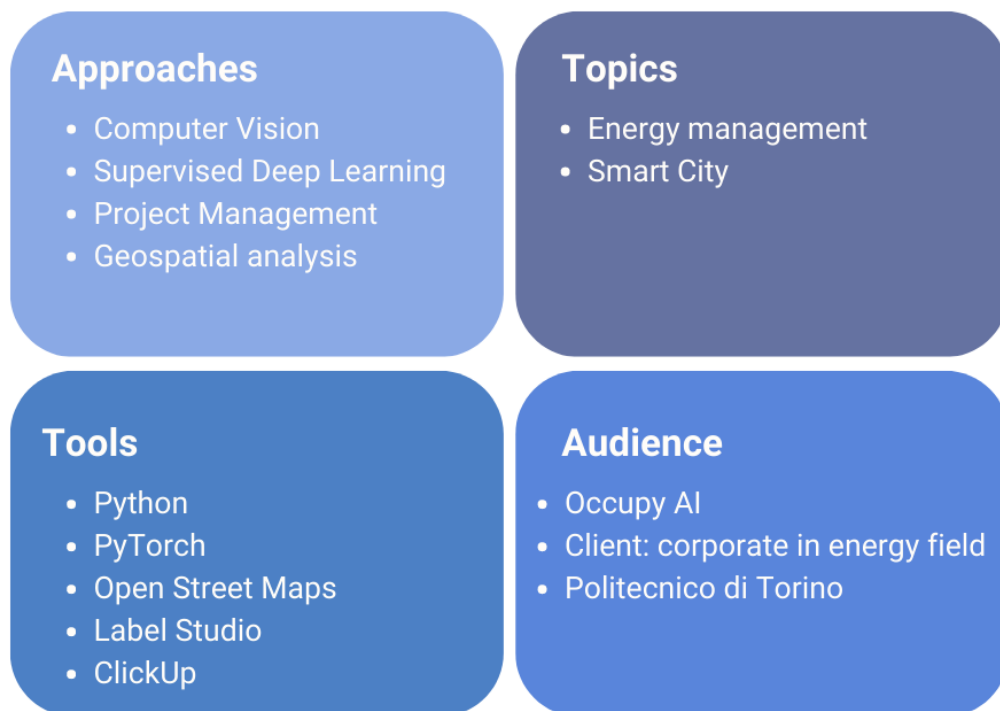 Approaches
• Computer Vision
• Supervised Deep Learning
• Project Management
• Geospatial analysis
Topics
• Energy management
• Smart City
Tools
• Python
• PyTorch
• Open Street Maps
• Label Studio
• ClickUp
Audience
• Occupy AI
• Client: corporate in energy field
• Politecnico di Torino